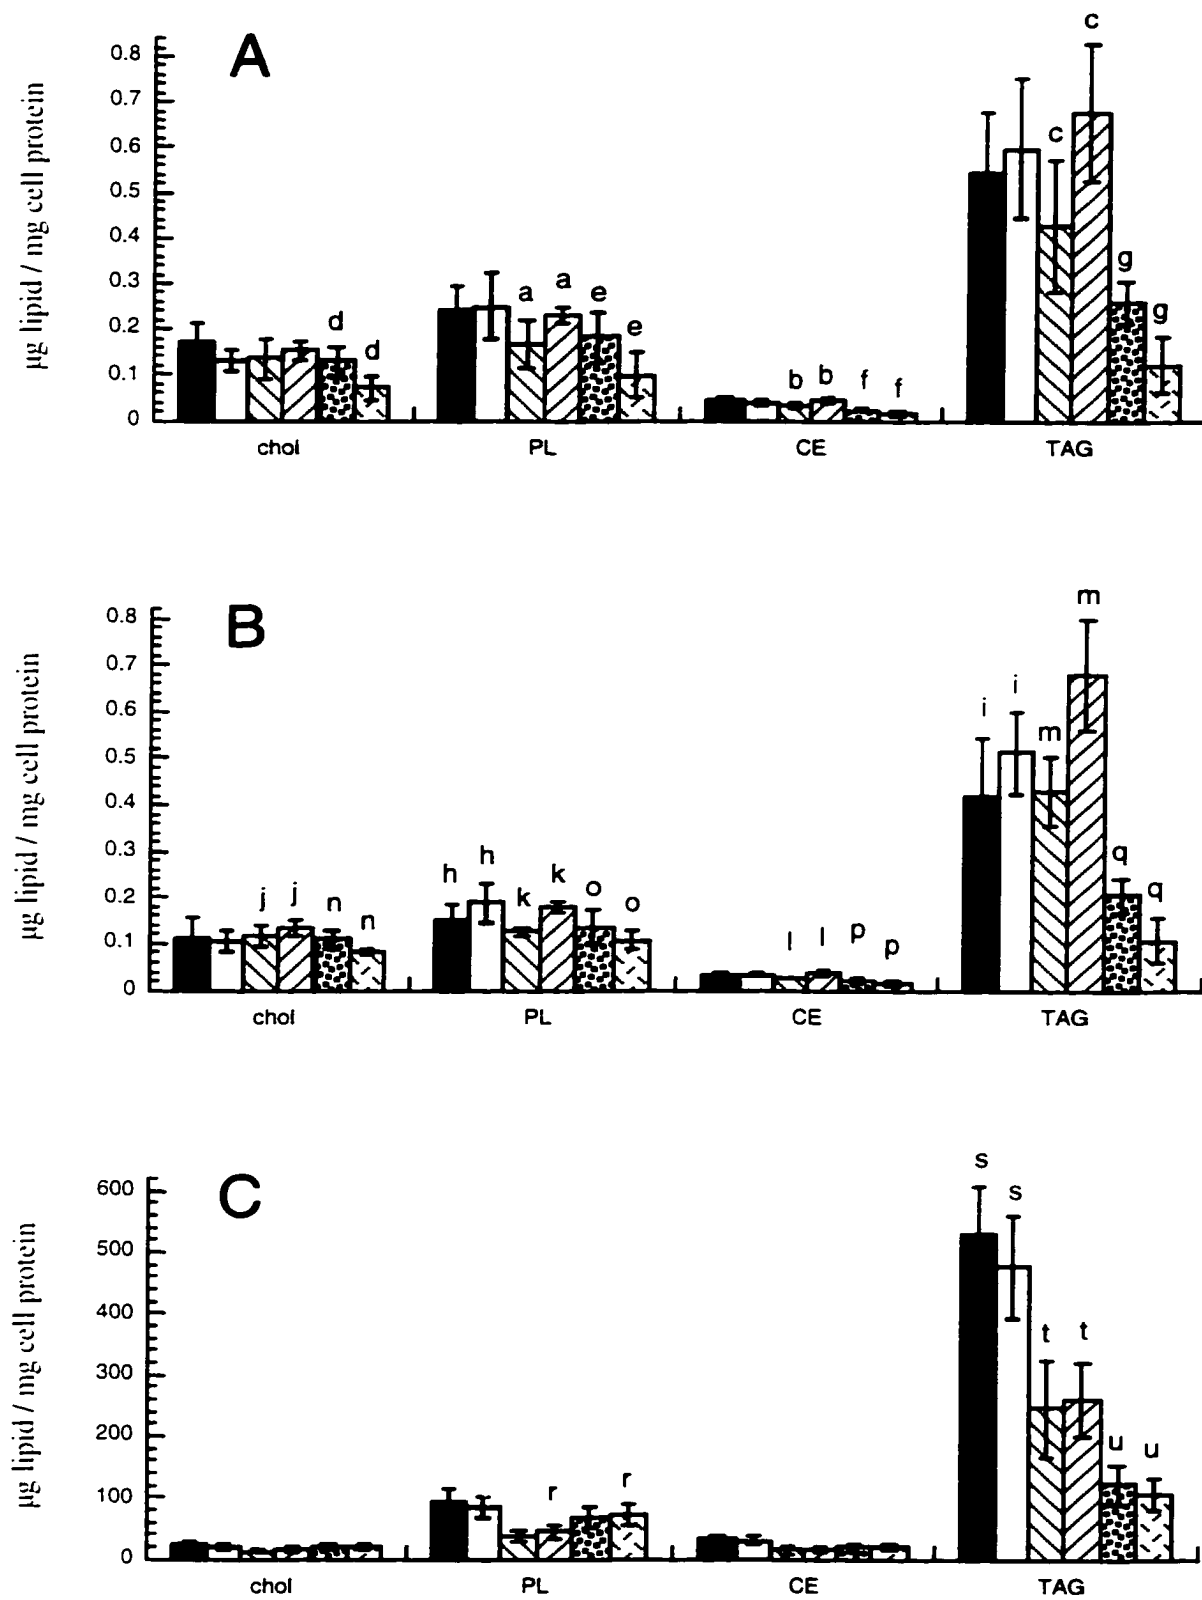 A
µg lipid / mg cell protein
0.8
0.7
0.6
0.5
0.4
0.3
0.2
0.1
0
d
d
a
a
e
e
b
b
f
f
c
c
g
g
chol PL CE TAG
B
µg lipid / mg cell protein
0.8
0.7
0.6
0.5
0.4
0.3
0.2
0.1
0
j
j
n
n
h
h
k
k
o
o
l
l
p
p
i
i
m
m
q
q
chol PL CE TAG
C
µg lipid / mg cell protein
600
500
400
300
200
100
0
r
r
s
s
t
t
u
u
chol PL CE TAG